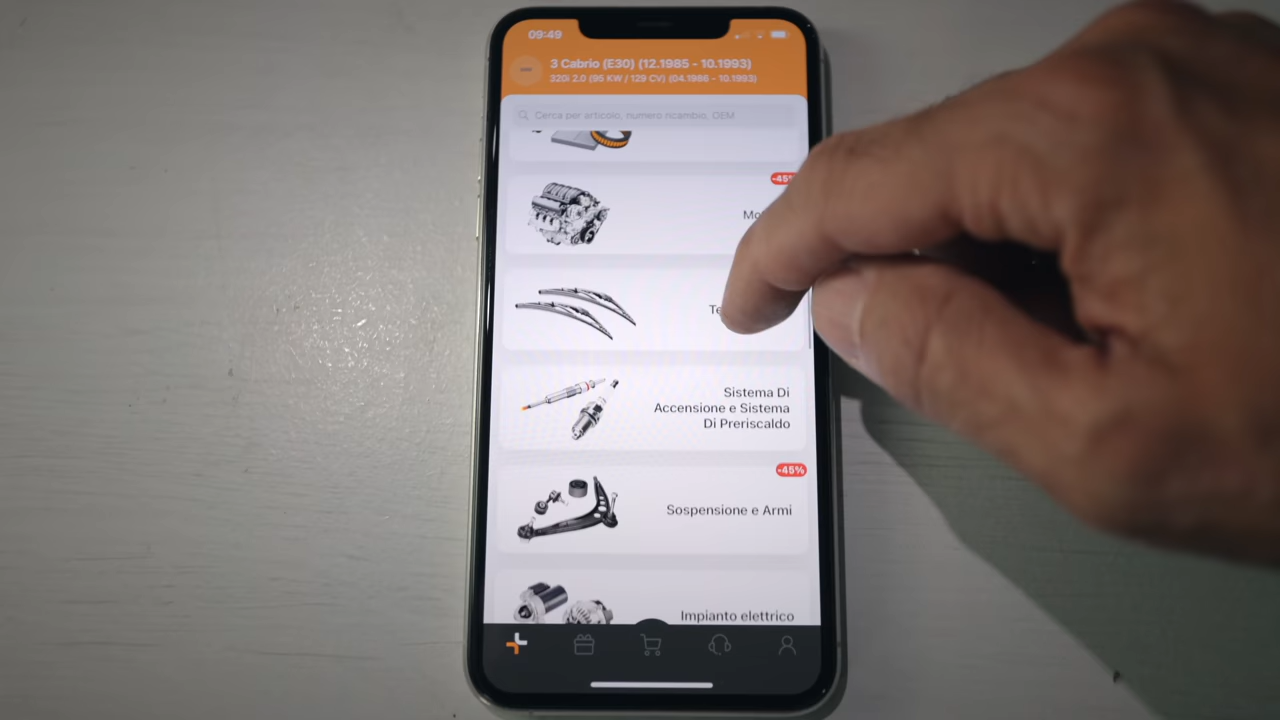 09:49
3 Cabrio (E30) (12.1985 - 10.1993)
320i 2.0 (95 KW / 129 CV) (04.1986 - 10.1993)
Cerca per articolo, numero ricambio, OEM
-45%
Sistema Di
Accensione e Sistema
Di Preriscaldo
-45%
Sospensione e Armi
Impianto elettrico